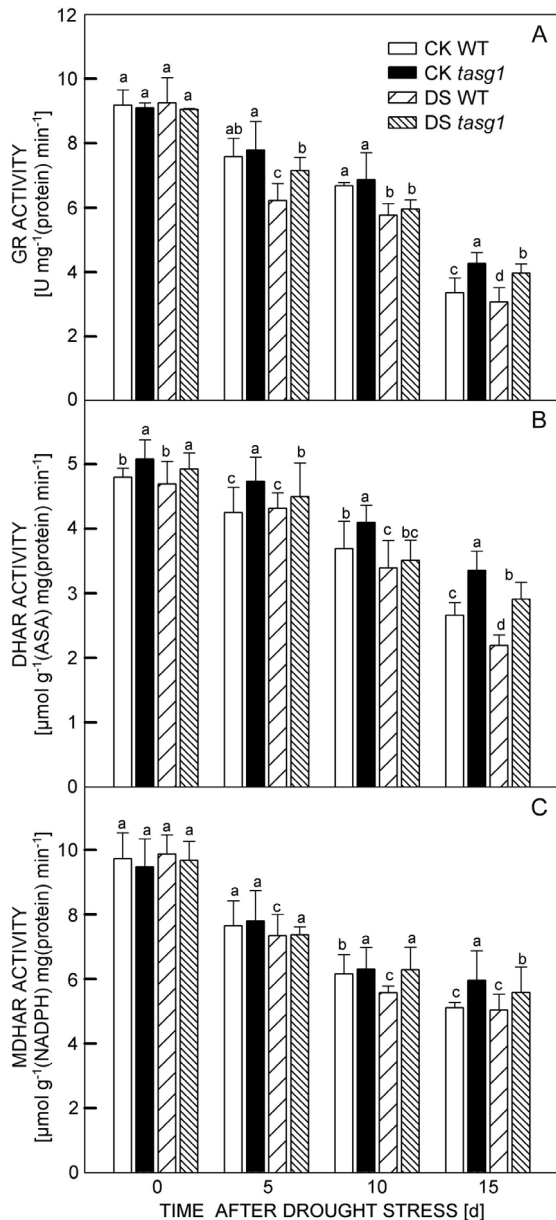 12
10
8
6
4
2
0
GR ACTIVITY
[U mg⁻¹(protein) min⁻¹]
A
CK WT
CK tasg1
DS WT
DS tasg1
a a a a
ab a c b
a a b b
c a d b
5
4
3
2
1
0
DHAR ACTIVITY
[µmol g⁻¹(ASA) mg(protein) min⁻¹]
B
b a b a
c a c b
b a c bc
c a d b
10
8
6
4
2
0
MDHAR ACTIVITY
[µmol g⁻¹(NADPH) mg(protein) min⁻¹]
C
a a a a
a a c a
b a c a
c a c b
0 5 10 15
TIME AFTER DROUGHT STRESS [d]